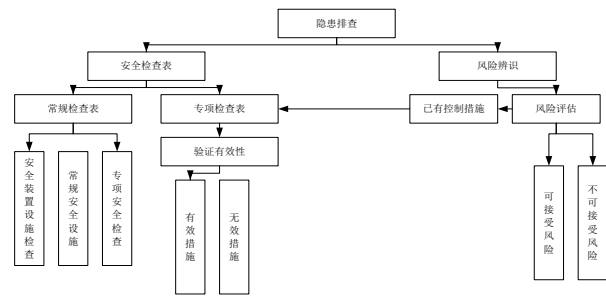 隐患排查
安全检查表
风险辨识
常规检查表
专项检查表
已有控制措施
风险评估
验证有效性
安全装置设施检查
常规安全设施
专项安全检查
有效措施
无效措施
可接受风险
不可接受风险